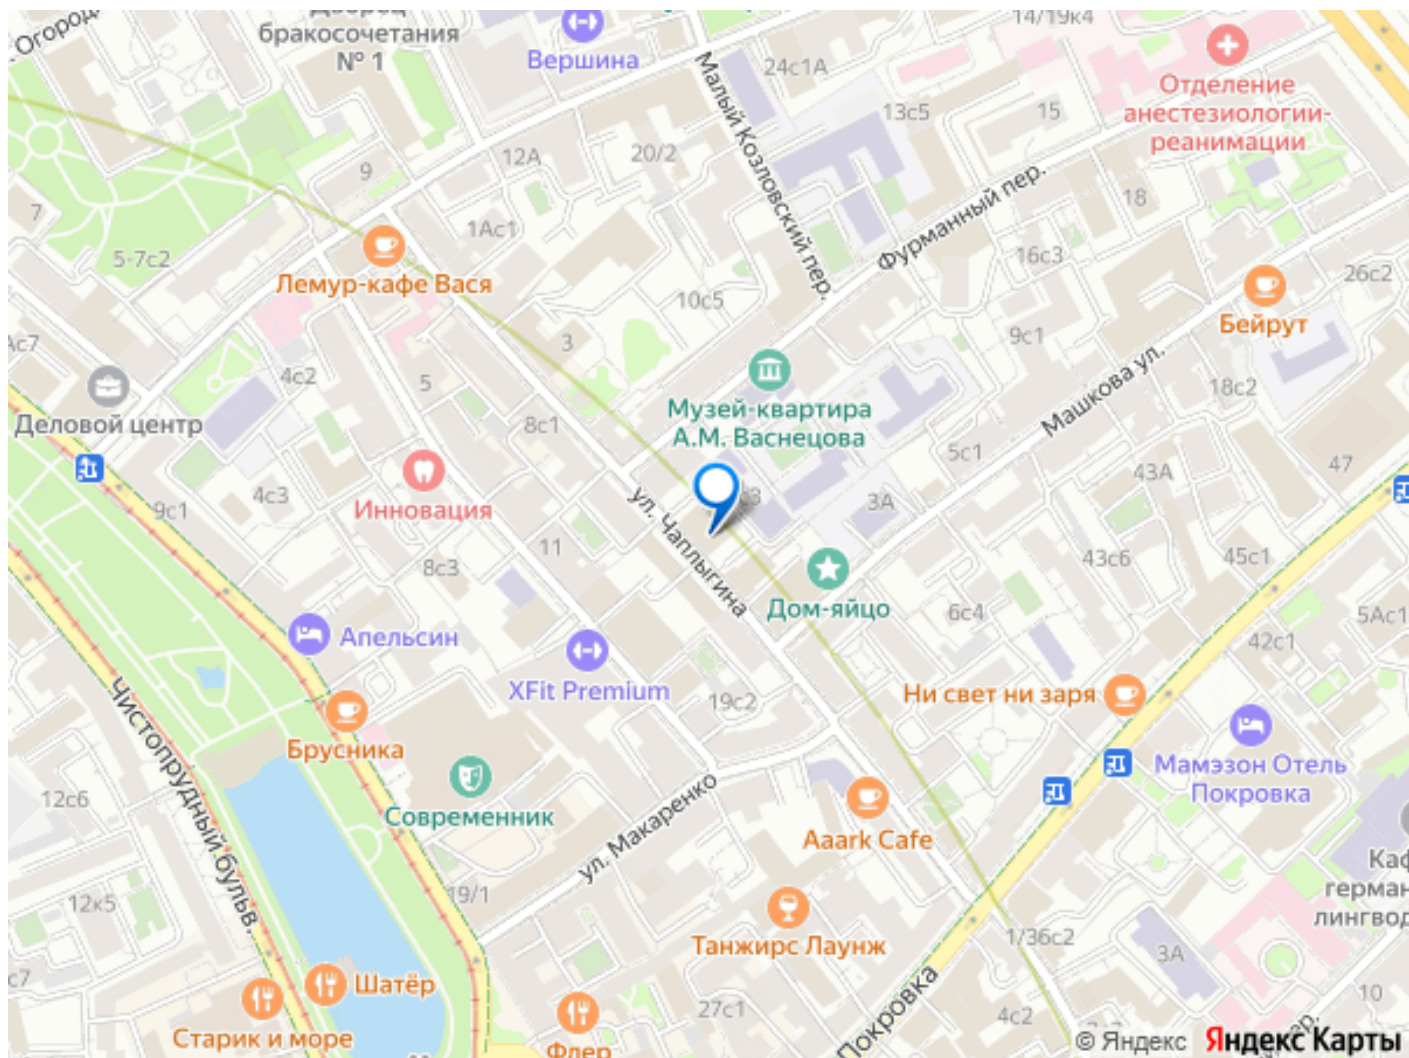 Огород
Дворец
бракосочетания
№ 1
Вершина
24с1А
14/19к4
Отделение
анестезиологии-
реанимации
13с5
15
Малый Козловский пер.
20/2
12А
9
18
Фурманный пер.
7
1Ас1
5-7с2
16с3
26с2
Лемур-кафе Вася
10с5
Бейрут
9с1
3
Ас7
4с2
5
18с2
Машкова ул.
Музей-квартира
А.М. Васнецова
Деловой центр
8с1
5с1
43А
47
4с3
9с1
Инновация
ул. Чаплыгина
3А
11
8с3
43с6
45с1
Дом-яйцо
6с4
5Ас1
42с1
Апельсин
XFit Premium
19с2
Ни свет ни заря
Чистопрудный бульв.
Брусника
Мамэзон Отель
Покровка
12с6
Современник
ул. Макаренко
Aaark Cafe
19/1
12к5
Танжирс Лаунж
1/36с2
3А
с7
Шатёр
Старик и море
27с1
Флер
Покровка
4с2
10
пер.
© Яндекс Яндекс Карты